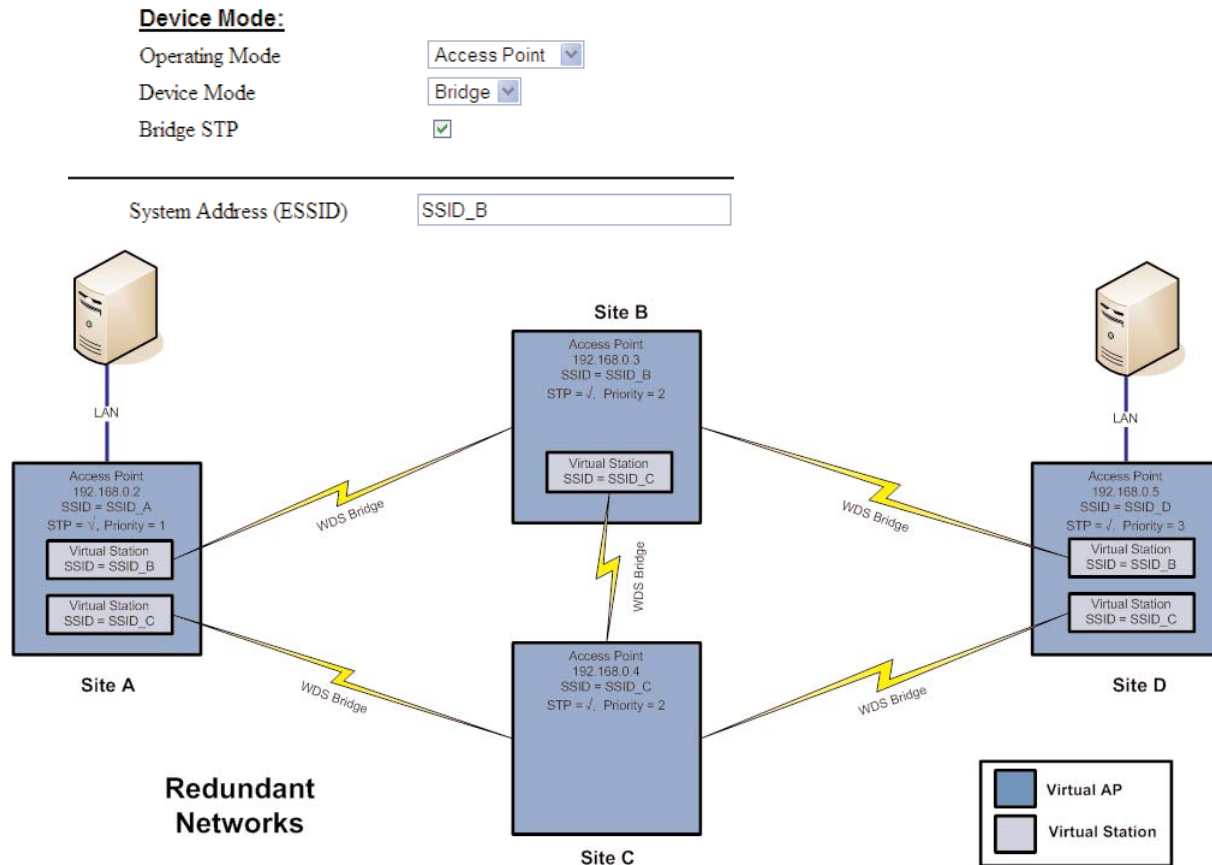 Device Mode:
Operating Mode Access Point
Device Mode Bridge
Bridge STP
System Address (ESSID) SSID_B
Site B
Access Point
192.168.0.3
SSID = SSID_B
STP = √, Priority = 2
Virtual Station
SSID = SSID_C
LAN
LAN
Access Point
192.168.0.2
SSID = SSID_A
STP = √, Priority = 1
Virtual Station
SSID = SSID_B
Virtual Station
SSID = SSID_C
Site A
WDS Bridge
WDS Bridge
WDS Bridge
WDS Bridge
WDS Bridge
Access Point
192.168.0.5
SSID = SSID_D
STP = √, Priority = 3
Virtual Station
SSID = SSID_B
Virtual Station
SSID = SSID_C
Site D
Access Point
192.168.0.4
SSID = SSID_C
STP = √, Priority = 2
Site C
Redundant
Networks
Virtual AP
Virtual Station